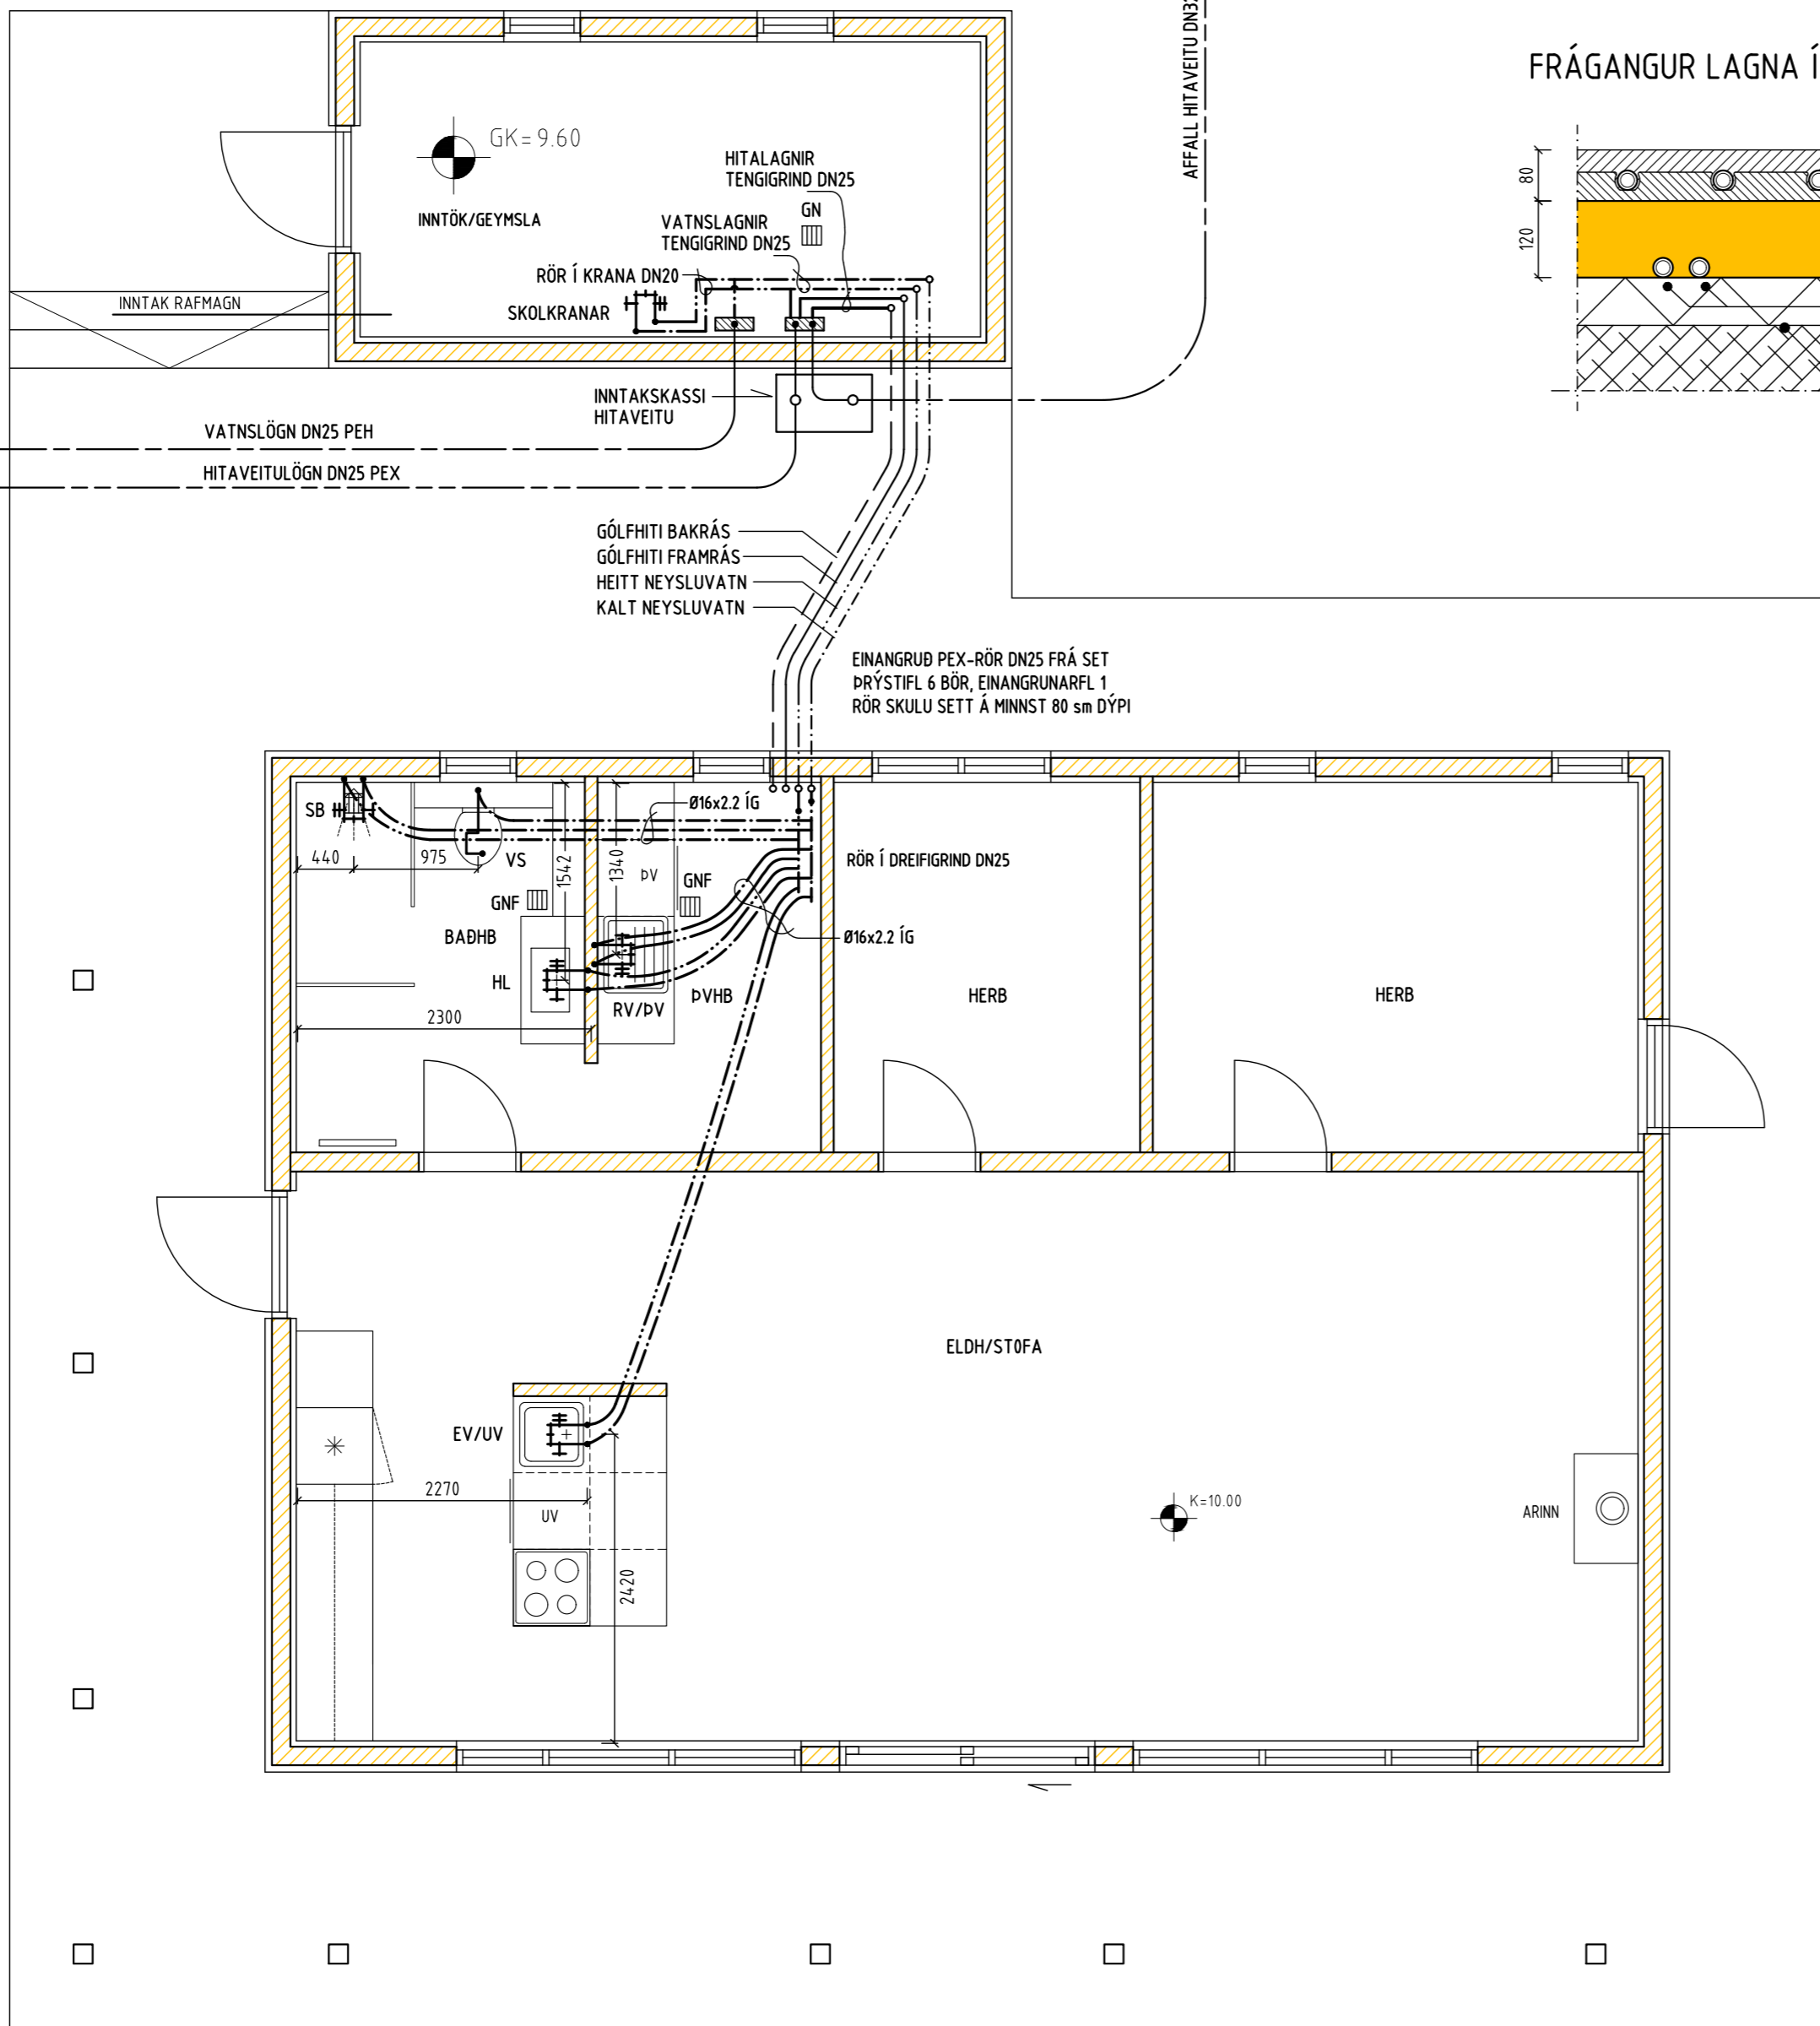 FRÁGANGUR LAGNA Í
AFFALL HITAVEITU
80
120
GK=9.60
HITALAGNIR
TENGIGRIND DN25
GN
INNTÖK/GEYMSLA
VATNSLAGNIR
TENGIGRIND DN25
RÖR Í KRANA DN20
SKOLKRANAR
INNTAK RAFMAGN
INNTAKSKASSI
HITAVEITU
VATNSLÖGN DN25 PEH
HITAVEITULÖGN DN25 PEX
GÓLFHITI BAKRÁS
GÓLFHITI FRAMRÁS
HEITT NEYSLUVATN
KALT NEYSLUVATN
EINANGRUÐ PEX-RÖR DN25 FRÁ SET
ÞRÝSTIFL 6 BÖR, EINANGRUNARFL 1
RÖR SKULU SETT Á MINNST 80 sm DÝPI
SB
Ø16x2.2 ÍG
440
975
VS
1542
1340
ÞV
GNF
RÖR Í DREIFIGRIND DN25
GNF
BAÐHB
Ø16x2.2 ÍG
HL
RV/ÞV
ÞVHB
HERB
HERB
2300
ELDH/STOFA
EV/UV
2270
UV
K=10.00
ARINN
2420